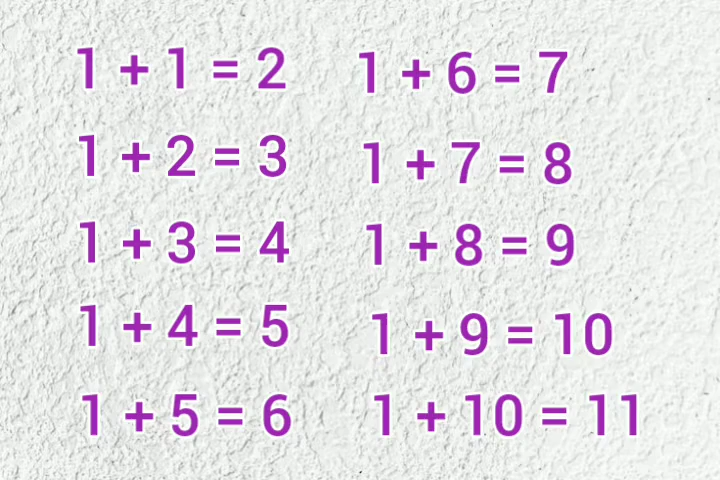 1 + 1 = 2
1 + 2 = 3
1 + 3 = 4
1 + 4 = 5
1 + 5 = 6
1 + 6 = 7
1 + 7 = 8
1 + 8 = 9
1 + 9 = 10
1 + 10 = 11